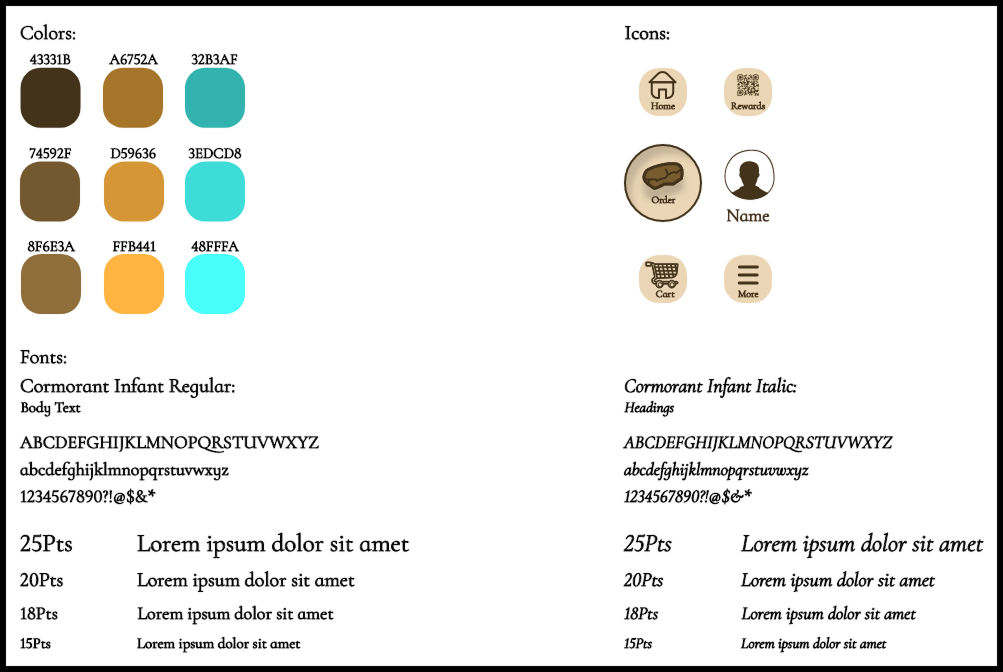 Colors:
43331B A6752A 32B3AF
74592F D59636 3EDCD8
8F6E3A FFB441 48FFFA
Icons:
Home Rewards
Order
Name
Cart More
Fonts:
Cormorant Infant Regular:
Body Text
ABCDEFGHIJKLMNOPQRSTUVWXYZ
abcdefghijklmnopqrstuvwxyz
1234567890?!@$&*
25Pts Lorem ipsum dolor sit amet
20Pts Lorem ipsum dolor sit amet
18Pts Lorem ipsum dolor sit amet
15Pts Lorem ipsum dolor sit amet
Cormorant Infant Italic:
Headings
ABCDEFGHIJKLMNOPQRSTUVWXYZ
abcdefghijklmnopqrstuvwxyz
1234567890?!@$&*
25Pts Lorem ipsum dolor sit amet
20Pts Lorem ipsum dolor sit amet
18Pts Lorem ipsum dolor sit amet
15Pts Lorem ipsum dolor sit amet